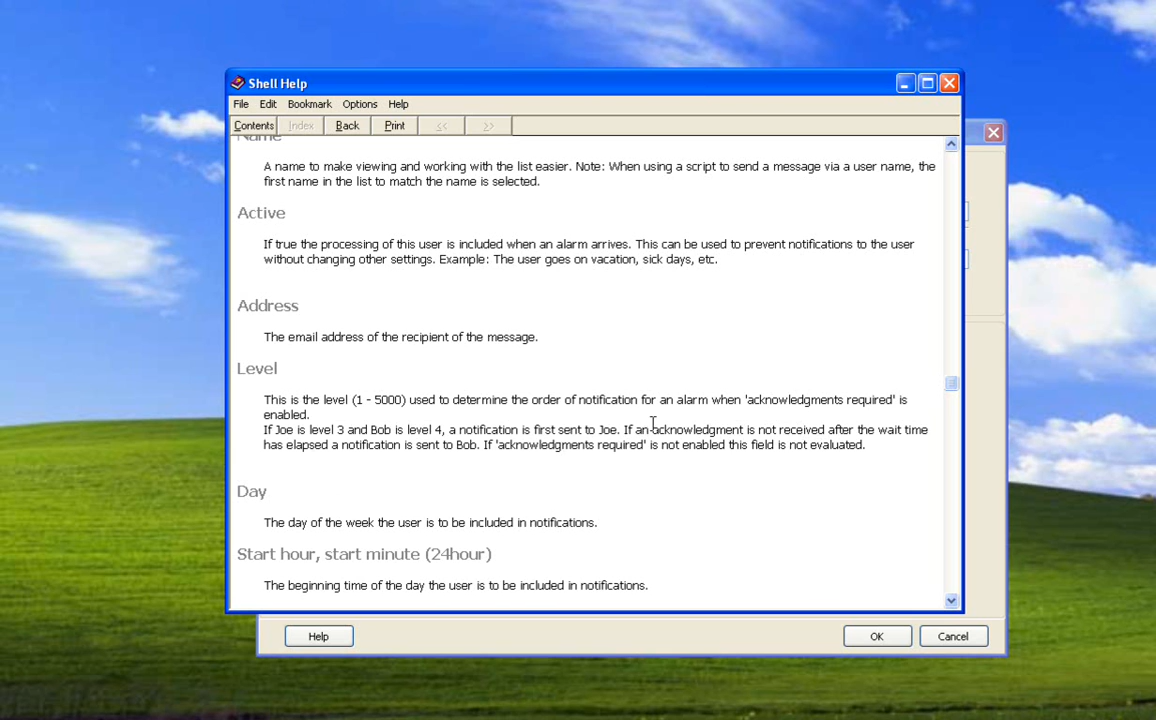 Shell Help
File Edit Bookmark Options Help
Contents Index Back Print << >>
Name
A name to make viewing and working with the list easier. Note: When using a script to send a message via a user name, the
first name in the list to match the name is selected.
Active
If true the processing of this user is included when an alarm arrives. This can be used to prevent notifications to the user
without changing other settings. Example: The user goes on vacation, sick days, etc.
Address
The email address of the recipient of the message.
Level
This is the level (1 - 5000) used to determine the order of notification for an alarm when 'acknowledgments required' is
enabled.
If Joe is level 3 and Bob is level 4, a notification is first sent to Joe. If an acknowledgment is not received after the wait time
has elapsed a notification is sent to Bob. If 'acknowledgments required' is not enabled this field is not evaluated.
Day
The day of the week the user is to be included in notifications.
Start hour, start minute (24hour)
The beginning time of the day the user is to be included in notifications.
Help OK Cancel